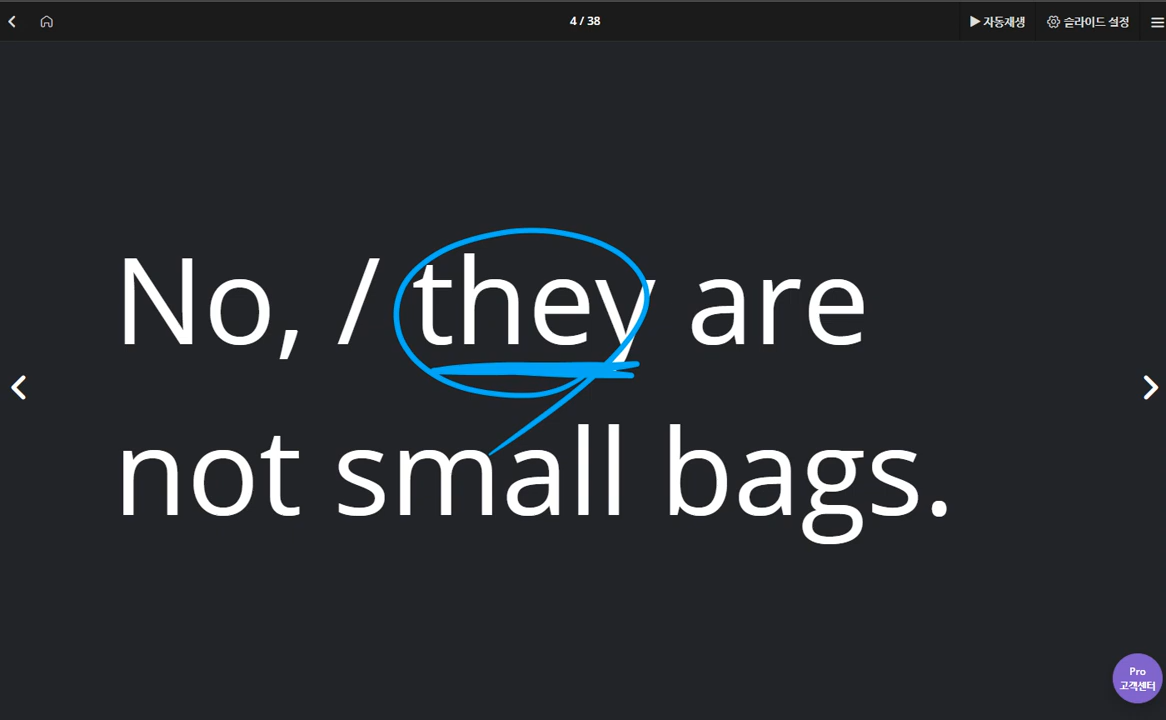 4 / 38
▶ 자동재생
슬라이드 설정
No, / they are
not small bags.
Pro
고객센터